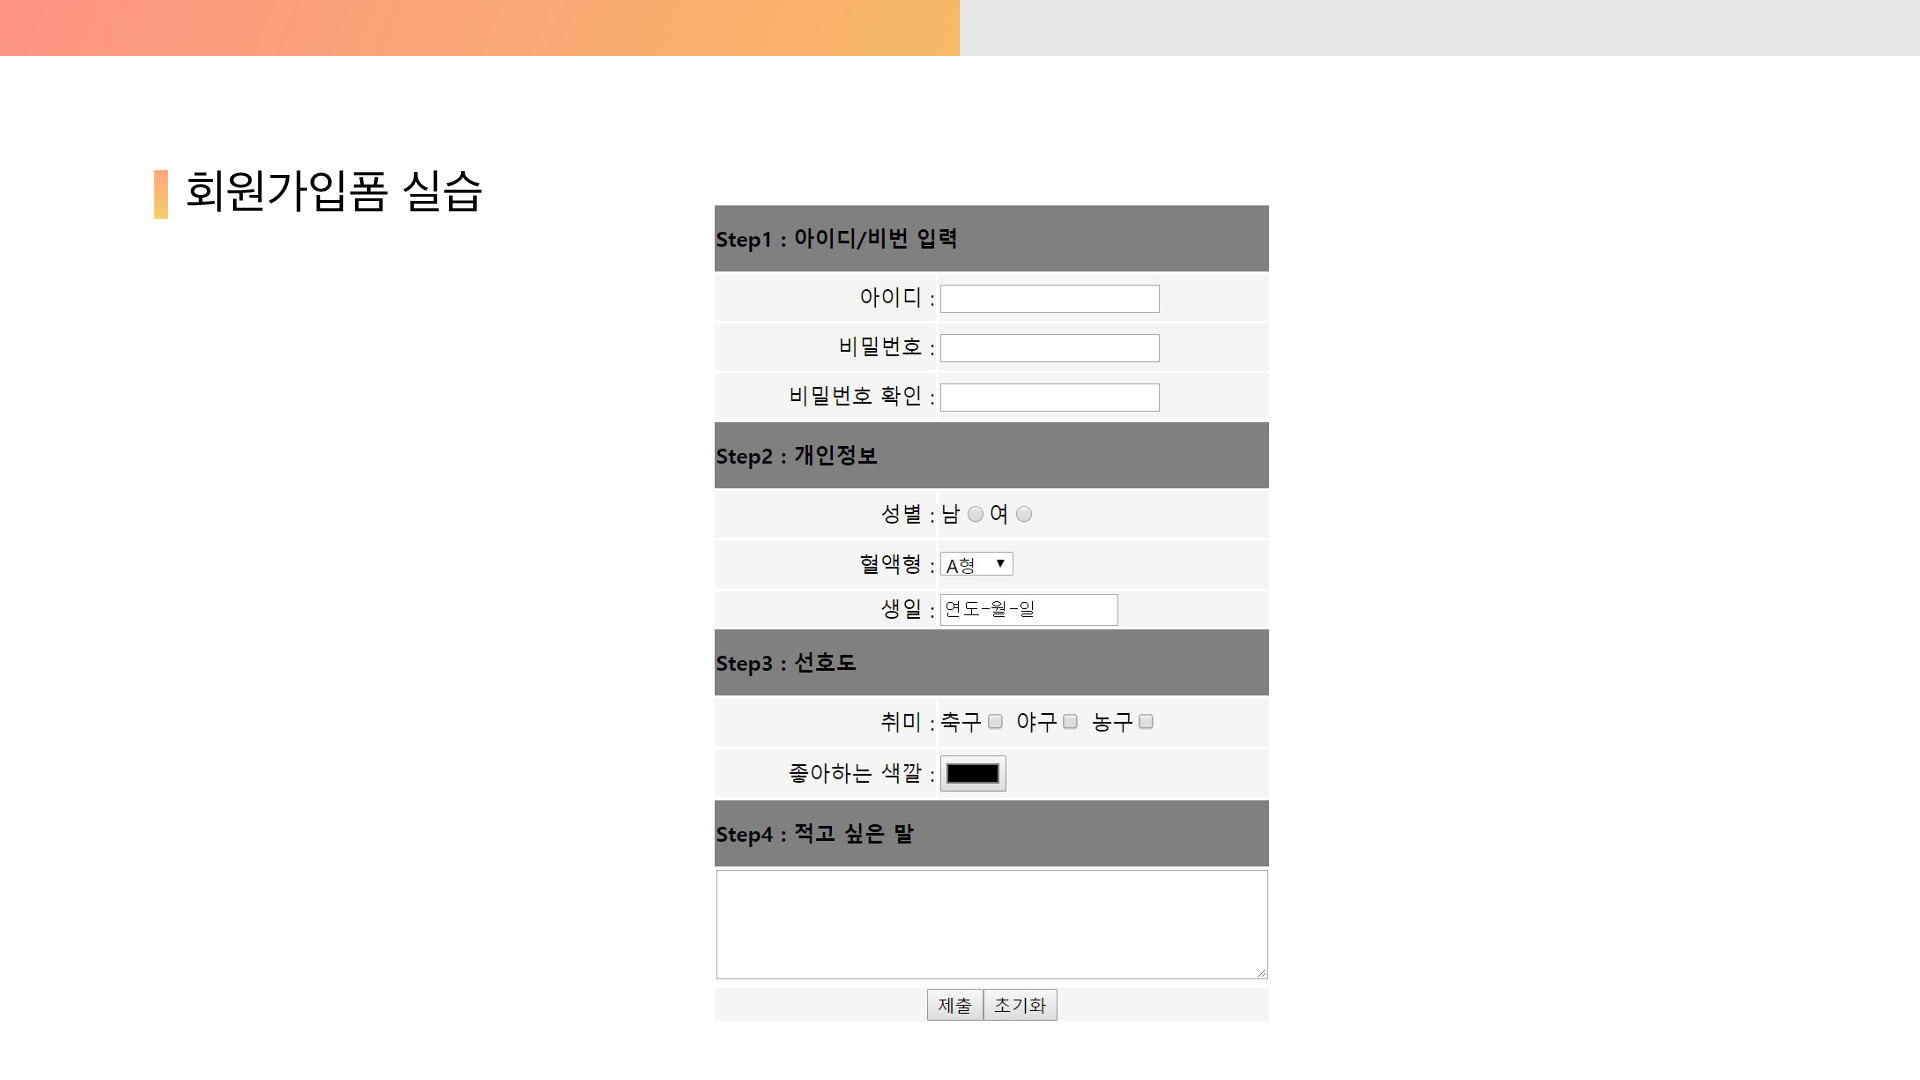 회원가입폼 실습
Step1 : 아이디/비번 입력
아이디 :
비밀번호 :
비밀번호 확인 :
Step2 : 개인정보
성별 : 남 여
혈액형 : A형
생일 : 연도-월-일
Step3 : 선호도
취미 : 축구 야구 농구
좋아하는 색깔 :
Step4 : 적고 싶은 말
제출 초기화